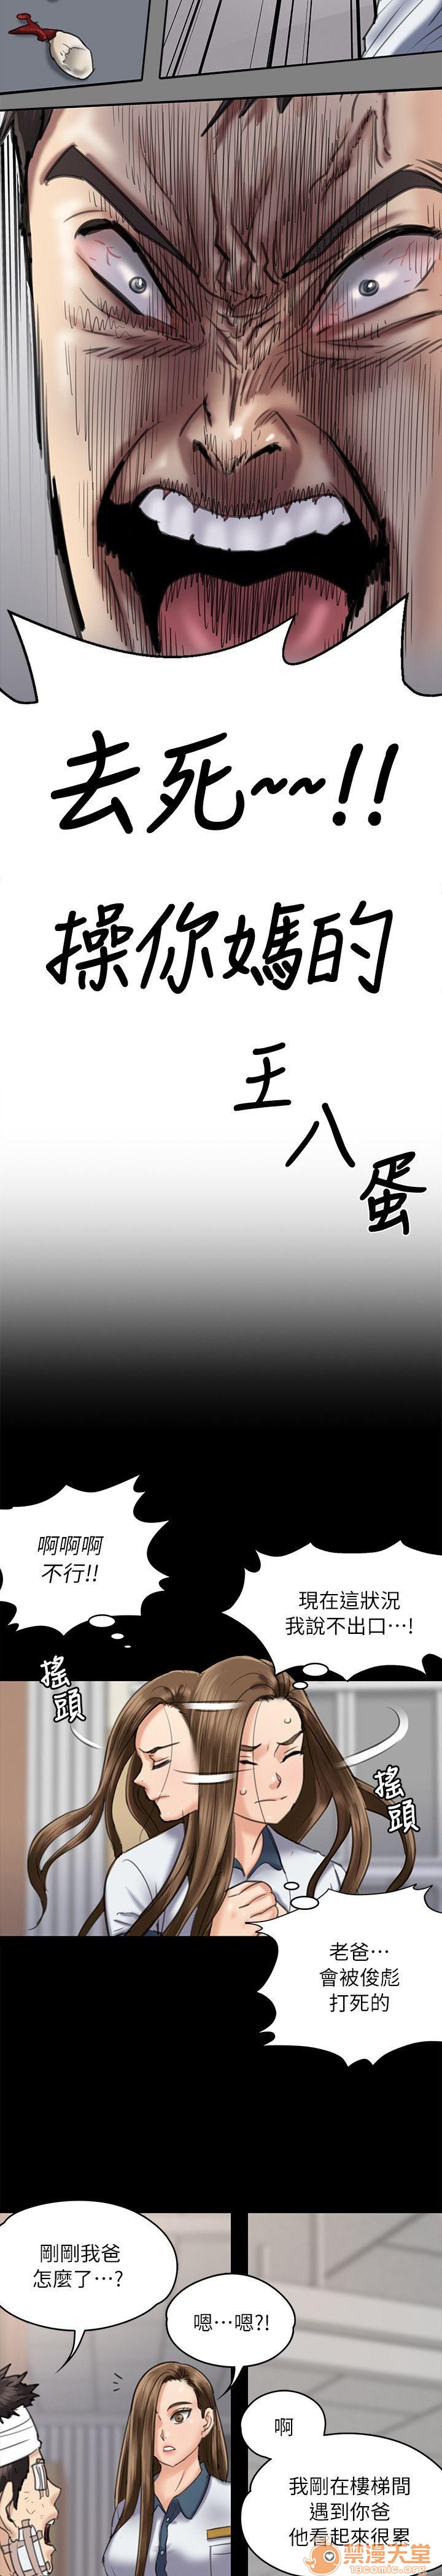 去死~~!!
操你媽的
王八蛋
啊啊啊
不行!!
現在這狀況
我說不出口…!
搖頭
搖頭
老爸…
會被俊彪
打死的
剛剛我爸
怎麼了…?
嗯…嗯?!
啊
我剛在樓梯間
遇到你爸
他看起來很累
禁漫天堂
18comic.org